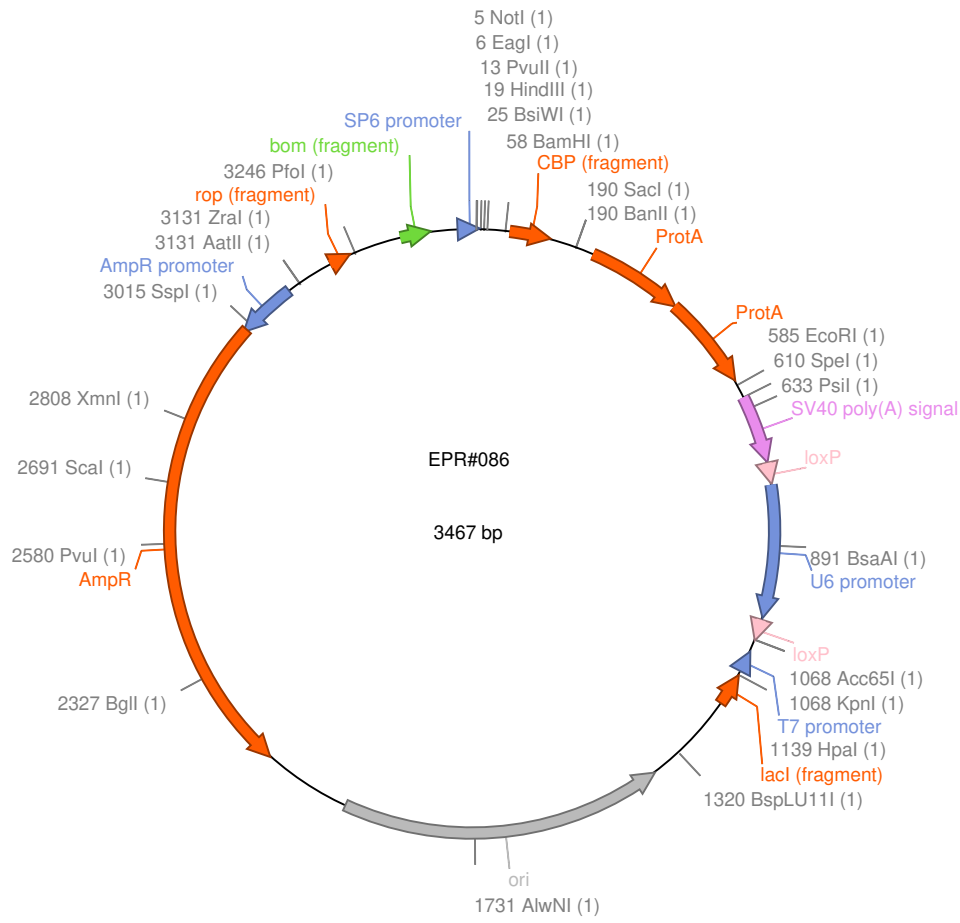 5 NotI (1)
6 EagI (1)
13 PvuII (1)
19 HindIII (1)
25 BsiWI (1)
58 BamHI (1)
CBP (fragment)
190 SacI (1)
190 BanII (1)
ProtA
ProtA
585 EcoRI (1)
610 SpeI (1)
633 PsiI (1)
SV40 poly(A) signal
loxP
891 BsaAI (1)
U6 promoter
loxP
1068 Acc65I (1)
1068 KpnI (1)
T7 promoter
1139 HpaI (1)
lacI (fragment)
1320 BspLU11I (1)
ori
1731 AlwNI (1)
2327 BglI (1)
AmpR
2580 PvuI (1)
2691 ScaI (1)
2808 XmnI (1)
3015 SspI (1)
AmpR promoter
3131 AatII (1)
3131 ZraI (1)
rop (fragment)
3246 PfoI (1)
bom (fragment)
SP6 promoter
EPR#086
3467 bp